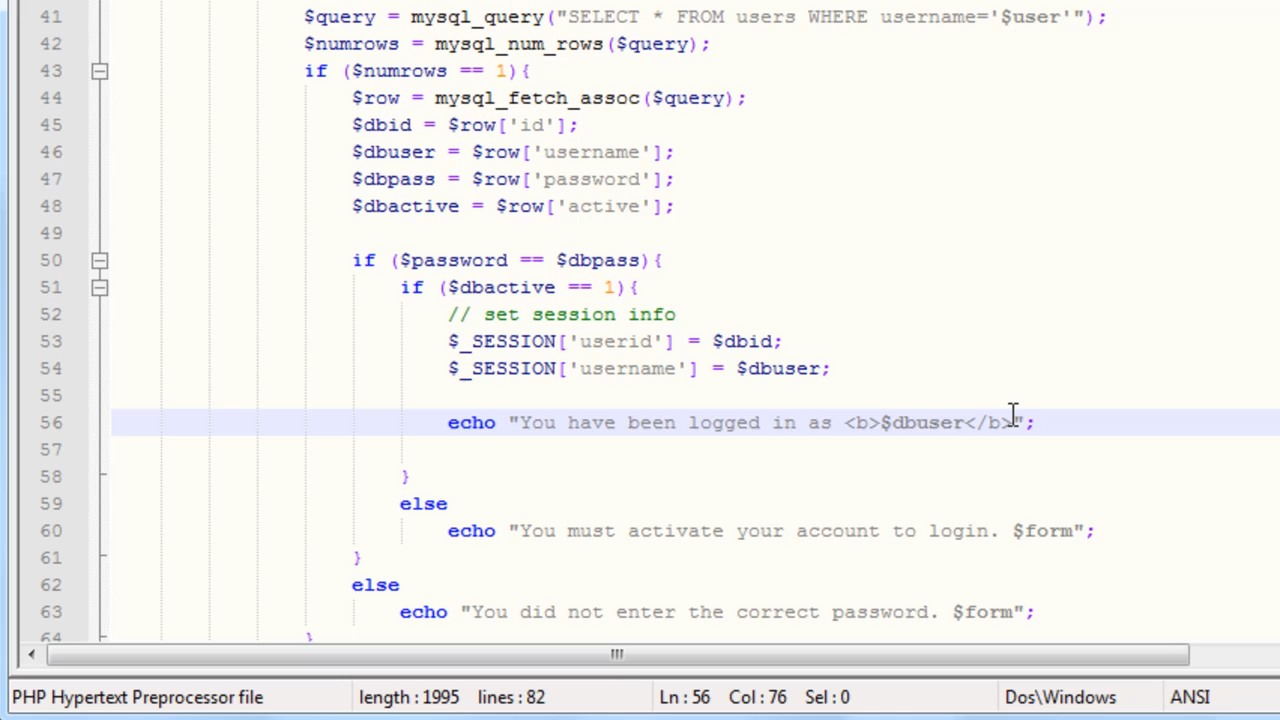 41 $query = mysql_query("SELECT * FROM users WHERE username='$user'");
42 $numrows = mysql_num_rows($query);
43 if ($numrows == 1){
44 $row = mysql_fetch_assoc($query);
45 $dbid = $row['id'];
46 $dbuser = $row['username'];
47 $dbpass = $row['password'];
48 $dbactive = $row['active'];
49
50 if ($password == $dbpass){
51 if ($dbactive == 1){
52 // set session info
53 $_SESSION['userid'] = $dbid;
54 $_SESSION['username'] = $dbuser;
55
56 echo "You have been logged in as <b>$dbuser</b>";
57
58 }
59 else
60 echo "You must activate your account to login. $form";
61 }
62 else
63 echo "You did not enter the correct password. $form";
64 }
PHP Hypertext Preprocessor file length : 1995 lines : 82 Ln : 56 Col : 76 Sel : 0 Dos\Windows ANSI